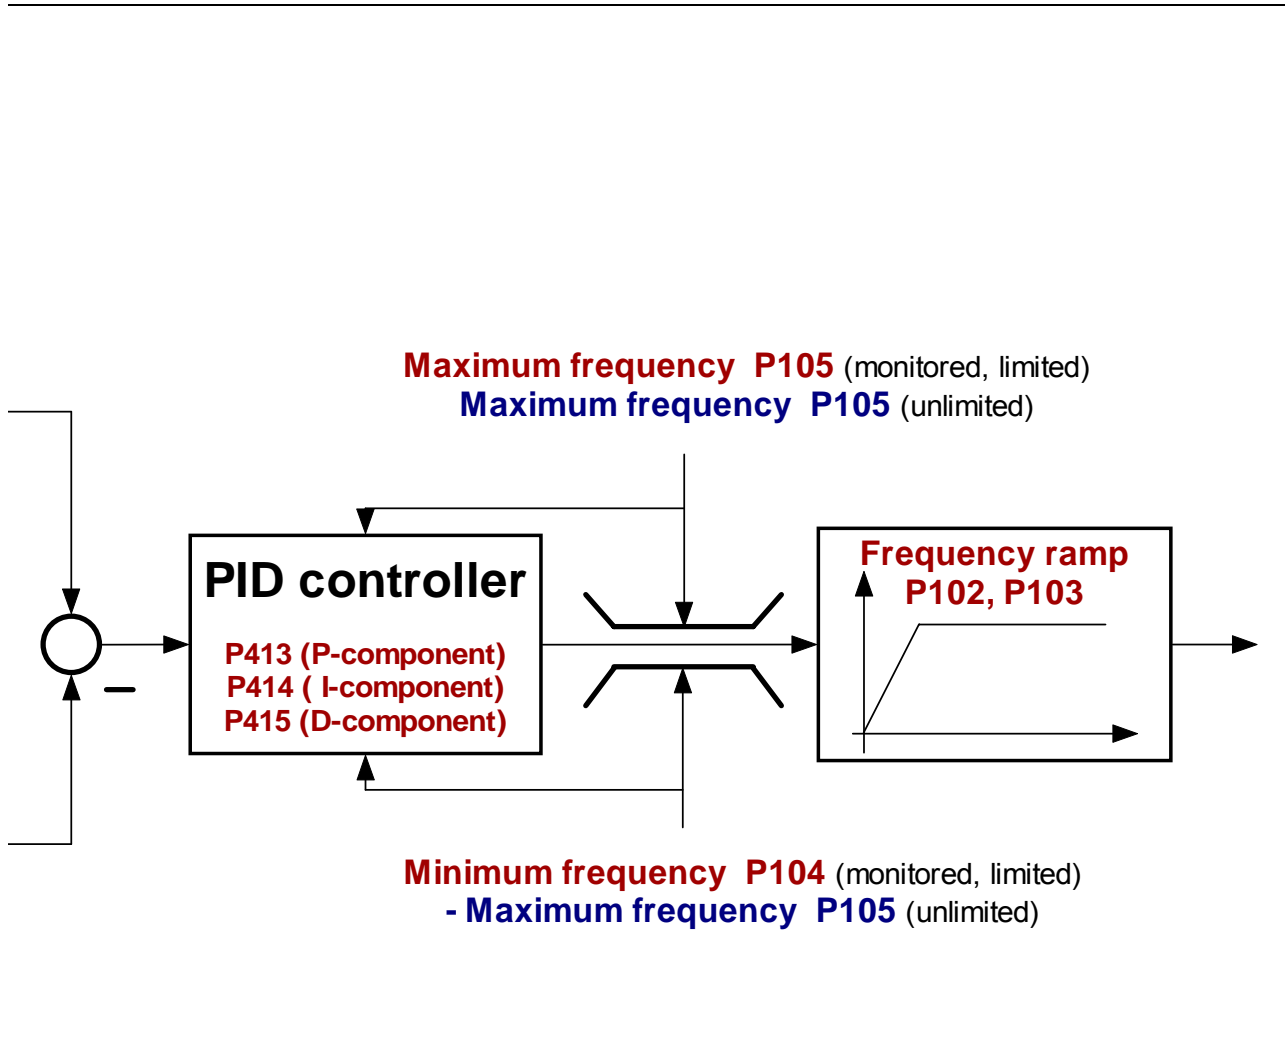 Maximum frequency P105 (monitored, limited)
Maximum frequency P105 (unlimited)
PID controller
P413 (P-component)
P414 ( I-component)
P415 (D-component)
Frequency ramp
P102, P103
Minimum frequency P104 (monitored, limited)
- Maximum frequency P105 (unlimited)